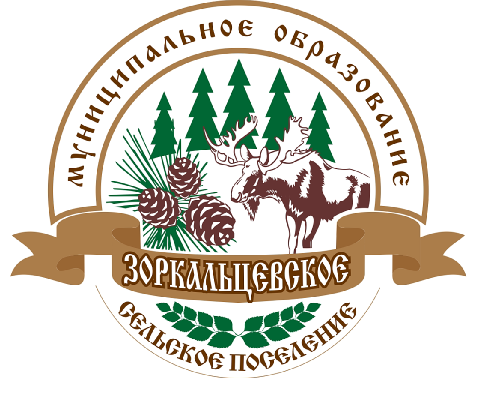 МУНИЦИПАЛЬНОЕ ОБРАЗОВАНИЕ
ЗОРКАЛЬЦЕВСКОЕ
СЕЛЬСКОЕ ПОСЕЛЕНИЕ